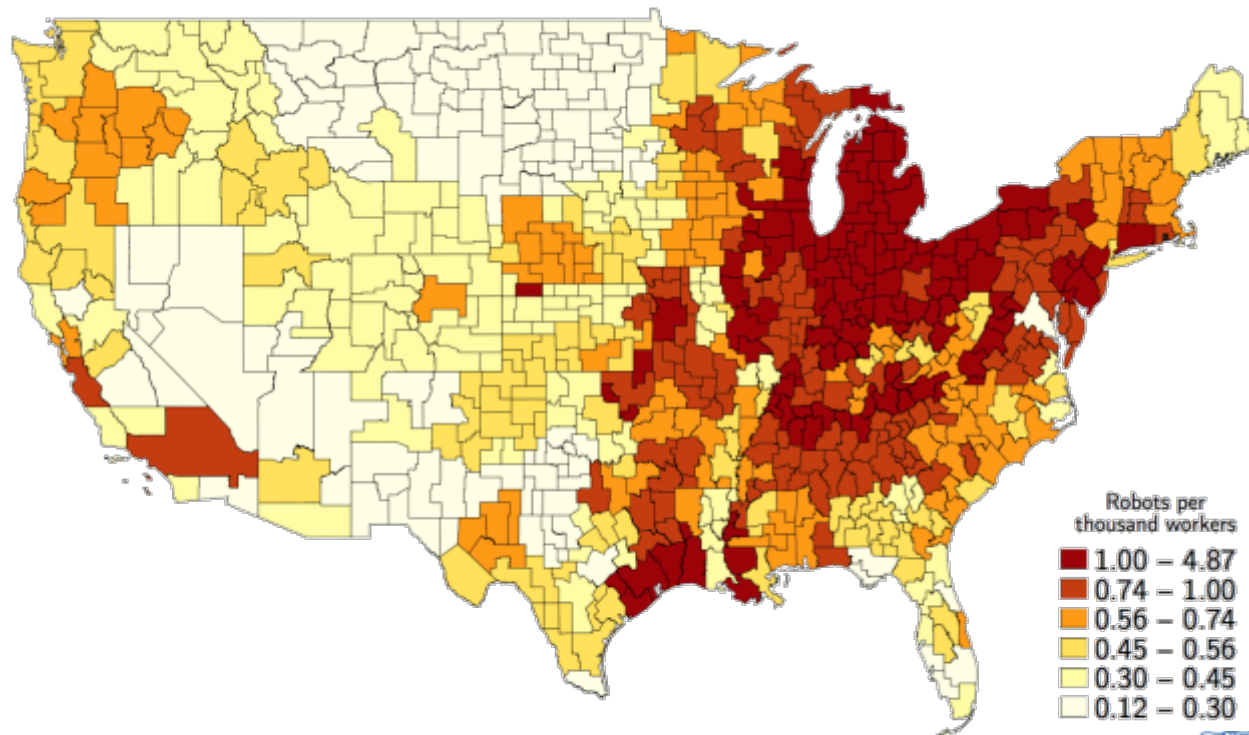 Robots per
thousand workers
1.00 – 4.87
0.74 – 1.00
0.56 – 0.74
0.45 – 0.56
0.30 – 0.45
0.12 – 0.30